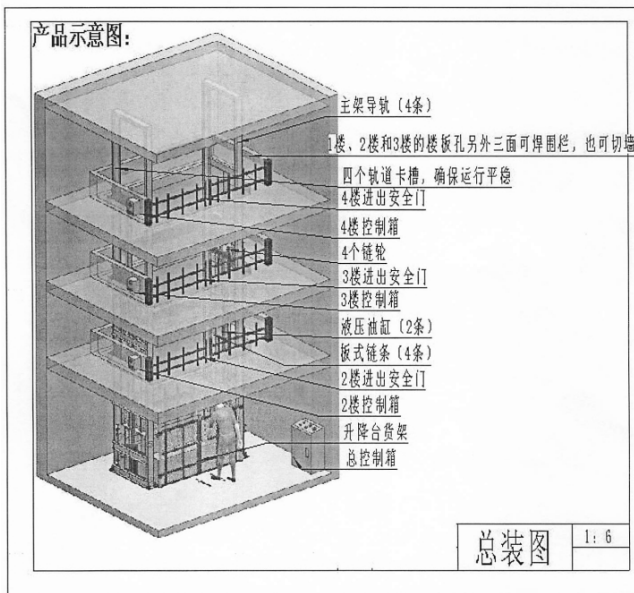 产品示意图：
主架导轨（4条）
1楼、2楼和3楼的楼板孔另外三面可焊围栏，也可切墙
四个轨道卡槽，确保运行平稳
4楼进出安全门
4楼控制箱
4个链轮
3楼进出安全门
3楼控制箱
液压油缸（2条）
板式链条（4条）
2楼进出安全门
2楼控制箱
升降台货架
总控制箱
总装图
1：6